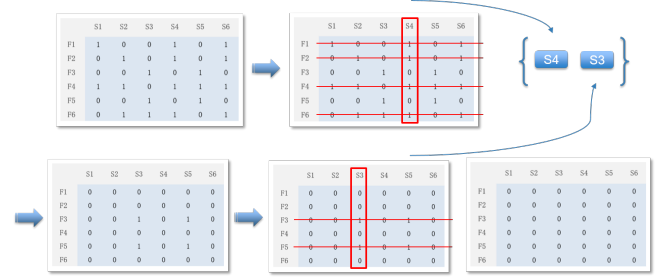 S1 S2 S3 S4 S5 S6
F1 1 0 0 1 0 1
F2 0 1 0 1 0 1
F3 0 0 1 0 1 0
F4 1 1 0 1 1 1
F5 0 0 1 0 1 0
F6 0 1 1 1 0 1
S1 S2 S3 S4 S5 S6
F1 1 0 0 1 0 1
F2 0 1 0 1 0 1
F3 0 0 1 0 1 0
F4 1 1 0 1 1 1
F5 0 0 1 0 1 0
F6 0 1 1 1 0 1
{ S4 S3 }
S1 S2 S3 S4 S5 S6
F1 0 0 0 0 0 0
F2 0 0 0 0 0 0
F3 0 0 1 0 1 0
F4 0 0 0 0 0 0
F5 0 0 1 0 1 0
F6 0 0 0 0 0 0
S1 S2 S3 S4 S5 S6
F1 0 0 0 0 0 0
F2 0 0 0 0 0 0
F3 0 0 1 0 1 0
F4 0 0 0 0 0 0
F5 0 0 1 0 1 0
F6 0 0 0 0 0 0
S1 S2 S3 S4 S5 S6
F1 0 0 0 0 0 0
F2 0 0 0 0 0 0
F3 0 0 0 0 0 0
F4 0 0 0 0 0 0
F5 0 0 0 0 0 0
F6 0 0 0 0 0 0